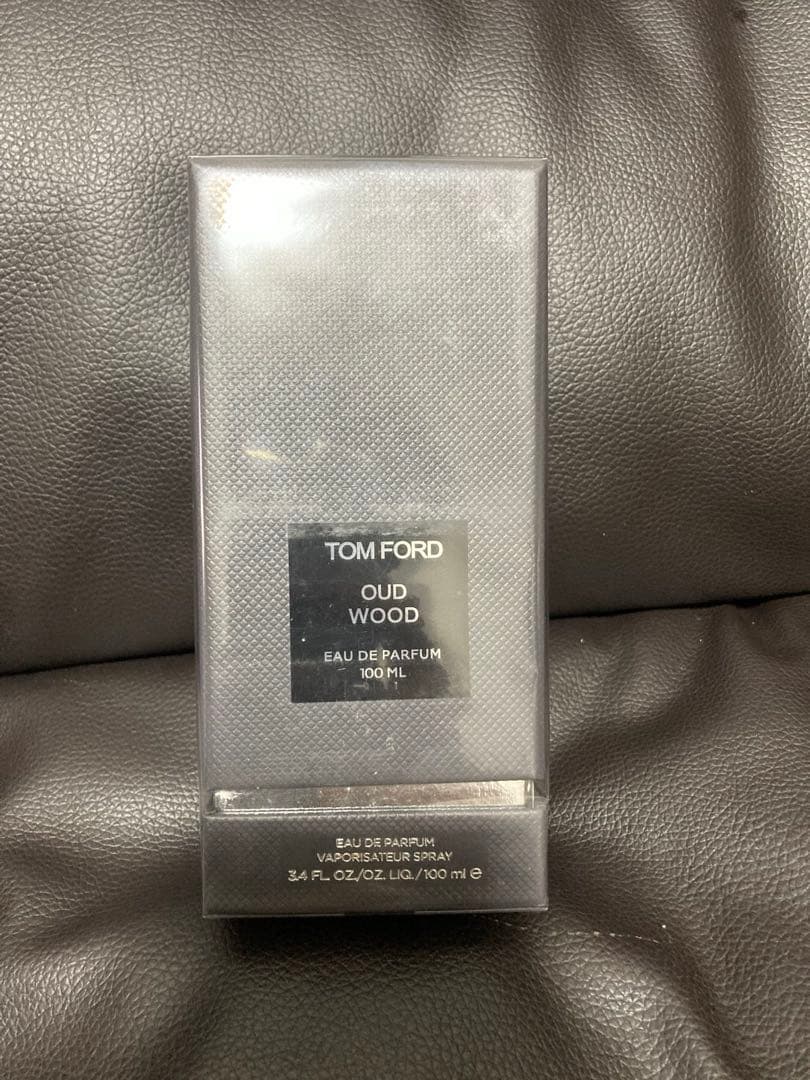 TOM FORD
OUD
WOOD
EAU DE PARFUM
100 ML
EAU DE PARFUM
VAPORISATEUR SPRAY
3.4 FL. OZ./OZ. LIQ./100 ml ℮